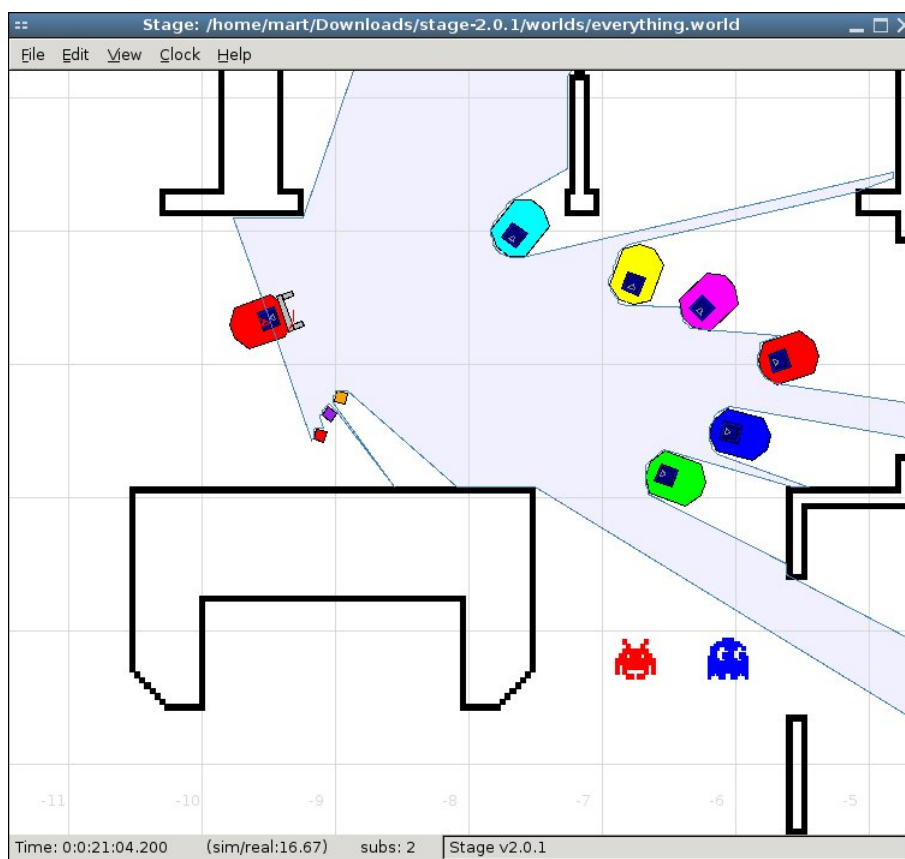 Stage: /home/mart/Downloads/stage-2.0.1/worlds/everything.world
File Edit View Clock Help
-11 -10 -9 -8 -7 -6 -5
Time: 0:0:21:04.200 (sim/real:16.67) subs: 2 Stage v2.0.1